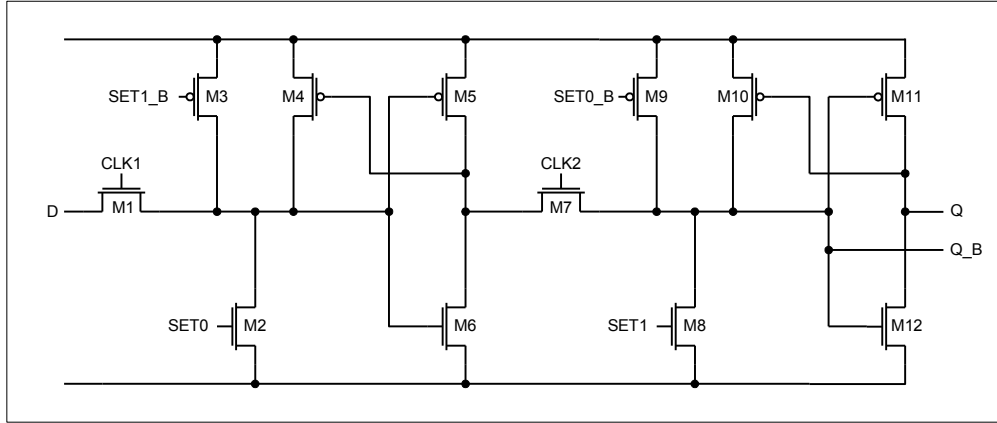 SET1_B M3 M4 M5 SET0_B M9 M10 M11
CLK1 CLK2
D M1 M7 Q
Q_B
SET0 M2 M6 SET1 M8 M12